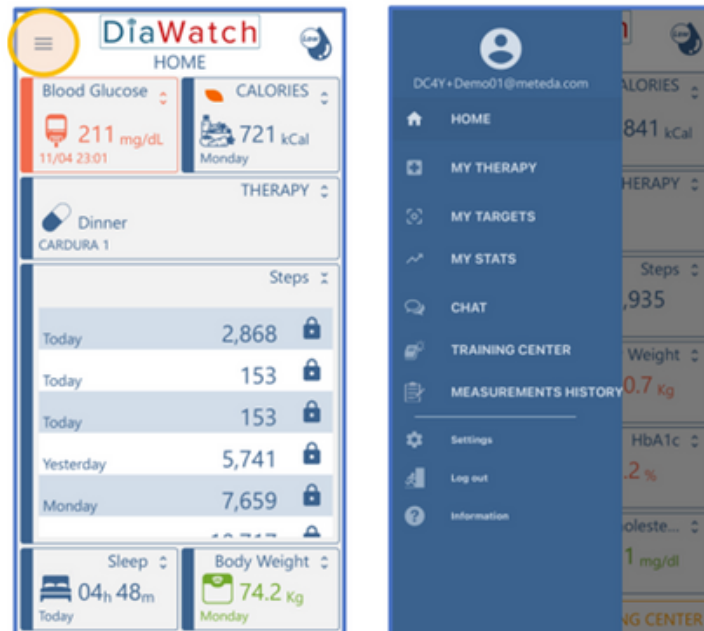 DiaWatch
Low
HOME
Blood Glucose
211 mg/dL
11/04 23:01
CALORIES
721 kCal
Monday
THERAPY
Dinner
CARDURA 1
Steps
Today 2,868
Today 153
Today 153
Yesterday 5,741
Monday 7,659
Sleep
04h 48m
Today
Body Weight
74.2 Kg
Monday
DC4Y+Demo01@meteda.com
HOME
MY THERAPY
MY TARGETS
MY STATS
CHAT
TRAINING CENTER
MEASUREMENTS HISTORY
Settings
Log out
Information
ALORIES
841 kCal
HERAPY
Steps
,935
Weight
0.7 Kg
HbA1c
.2 %
oleste...
1 mg/dl
NG CENTER